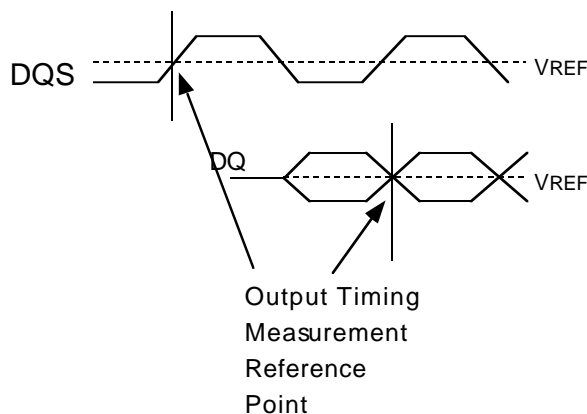 DQS
VREF
DQ
VREF
Output Timing
Measurement
Reference
Point